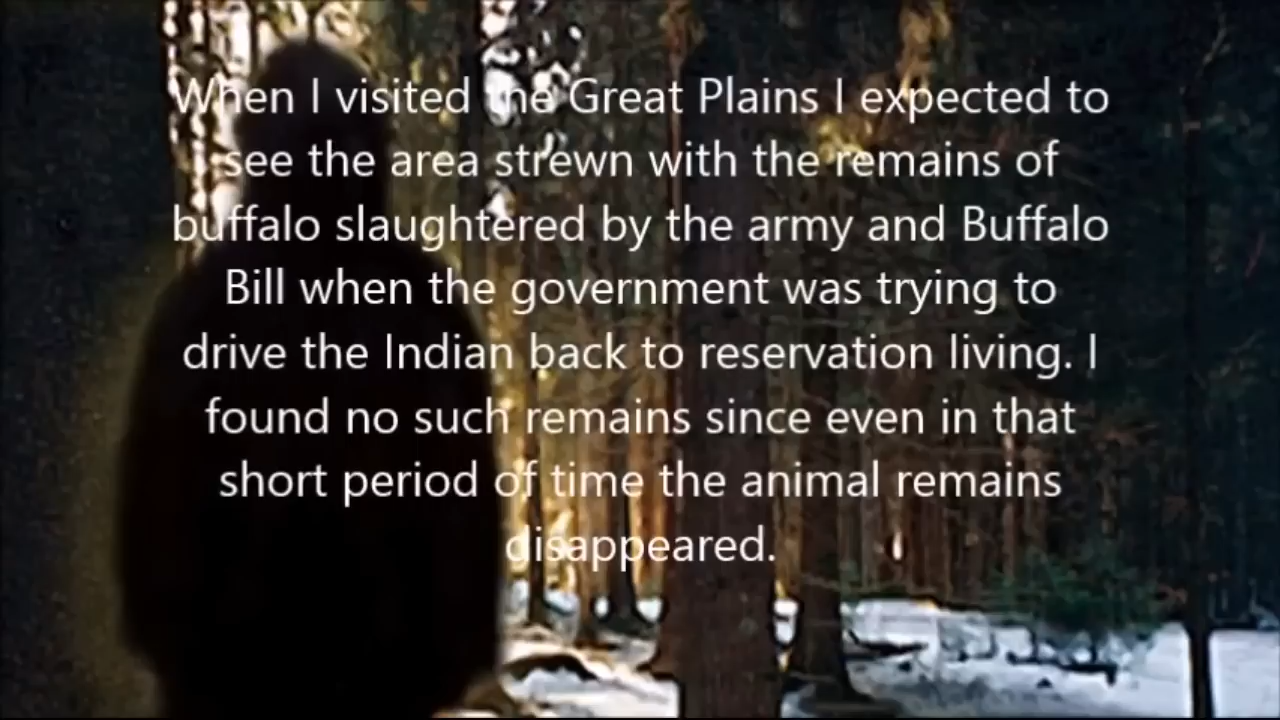 When I visited the Great Plains I expected to
see the area strewn with the remains of
buffalo slaughtered by the army and Buffalo
Bill when the government was trying to
drive the Indian back to reservation living. I
found no such remains since even in that
short period of time the animal remains
disappeared.